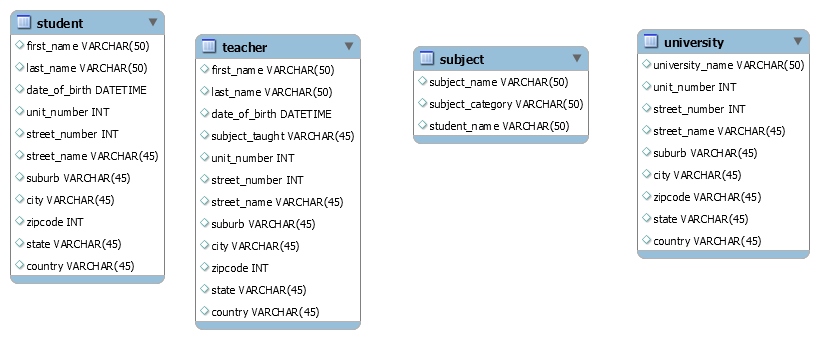 student
first_name VARCHAR(50)
last_name VARCHAR(50)
date_of_birth DATETIME
unit_number INT
street_number INT
street_name VARCHAR(45)
suburb VARCHAR(45)
city VARCHAR(45)
zipcode INT
state VARCHAR(45)
country VARCHAR(45)
teacher
first_name VARCHAR(50)
last_name VARCHAR(50)
date_of_birth DATETIME
subject_taught VARCHAR(45)
unit_number INT
street_number INT
street_name VARCHAR(45)
suburb VARCHAR(45)
city VARCHAR(45)
zipcode INT
state VARCHAR(45)
country VARCHAR(45)
subject
subject_name VARCHAR(50)
subject_category VARCHAR(50)
student_name VARCHAR(50)
university
university_name VARCHAR(50)
unit_number INT
street_number INT
street_name VARCHAR(45)
suburb VARCHAR(45)
city VARCHAR(45)
zipcode VARCHAR(45)
state VARCHAR(45)
country VARCHAR(45)